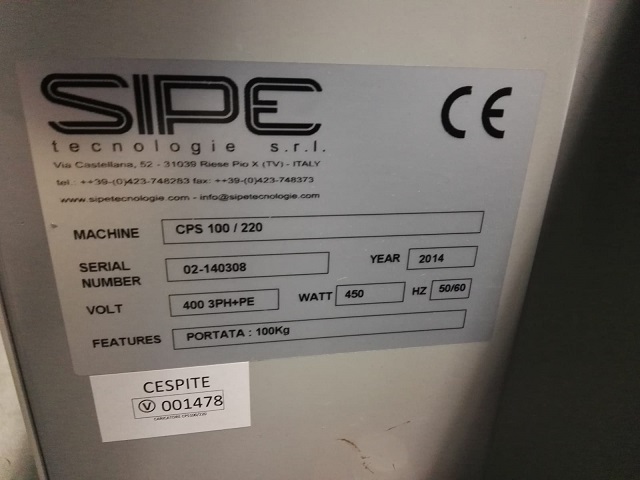 SIPE
tecnologie s.r.l.
Via Castellana, 52 - 31039 Riese Pio X (TV) - ITALY
tel.: ++39-(0)423-748283 fax: ++39-(0)423-748373
www.sipetecnologie.com - info@sipetecnologie.com
CE
MACHINE CPS 100 / 220
SERIAL NUMBER 02-140308 YEAR 2014
VOLT 400 3PH+PE WATT 450 HZ 50/60
FEATURES PORTATA : 100Kg
CESPITE
V 001478